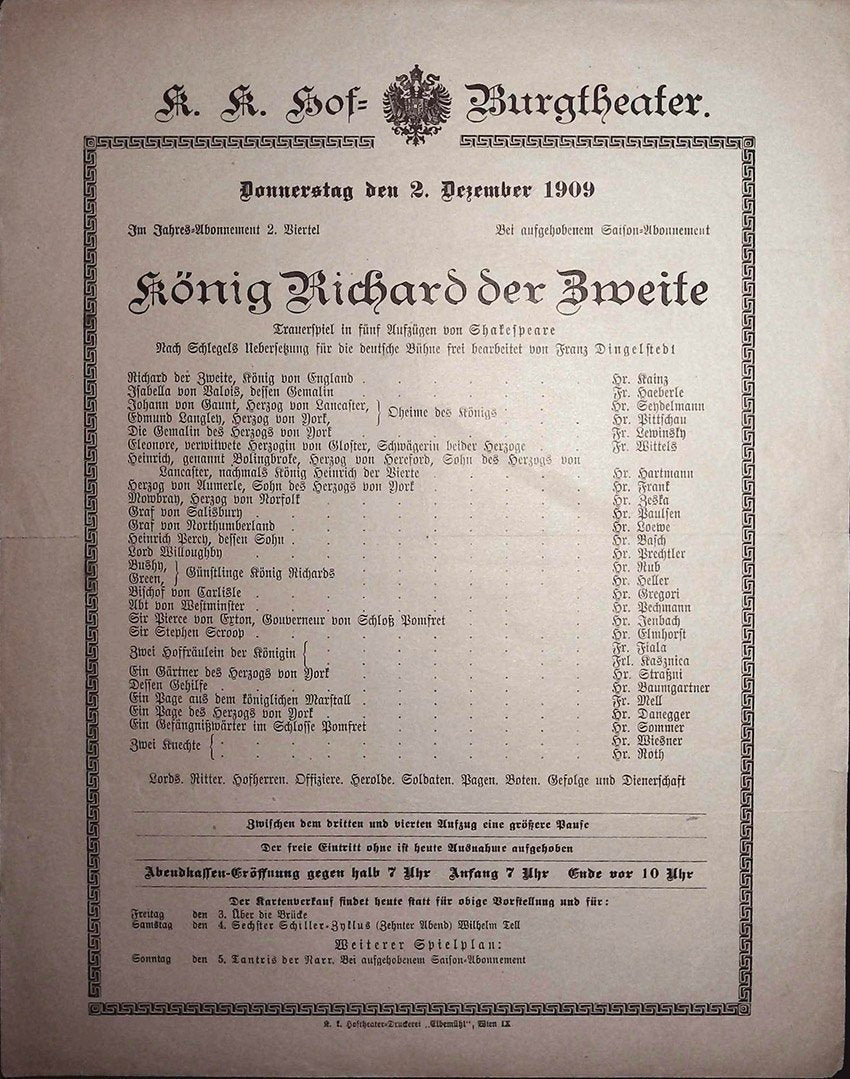 K. K. Hof-Burgtheater.
Donnerstag den 2. Dezember 1909
Im Jahres-Abonnement 2. Viertel Bei aufgehobenem Saison-Abonnement
König Richard der Zweite
Trauerspiel in fünf Aufzügen von Shakespeare
Nach Schlegels Uebersetzung für die deutsche Bühne frei bearbeitet von Franz Dingelstedt
Richard der Zweite, König von England . . . . . . . Hr. Kainz
Isabella von Valois, dessen Gemalin . . . . . . . Fr. Haeberle
Johann von Gaunt, Herzog von Lancaster, } Oheime des Königs . . . Hr. Seydelmann
Edmund Langley, Herzog von York, Hr. Pittschau
Die Gemalin des Herzogs von York . . . . . . . Fr. Lewinsky
Eleonore, verwitwete Herzogin von Gloster, Schwägerin beider Herzoge . . Fr. Wittels
Heinrich, genannt Bolingbroke, Herzog von Hereford, Sohn des Herzogs von
Lancaster, nachmals König Heinrich der Vierte . . . . . Hr. Hartmann
Herzog von Aumerle, Sohn des Herzogs von York . . . . . Hr. Frank
Mowbray, Herzog von Norfolk . . . . . . . . Hr. Zeska
Graf von Salisbury . . . . . . . . . Hr. Paulsen
Graf von Northumberland . . . . . . . . Hr. Loewe
Heinrich Percy, dessen Sohn . . . . . . . . Hr. Basch
Lord Willoughby . . . . . . . . . Hr. Prechtler
Bushy, } Günstlinge König Richards . . . . . . . Hr. Rub
Green, Hr. Heller
Bischof von Carlisle . . . . . . . . . Hr. Gregori
Abt von Westminster . . . . . . . . . Hr. Pechmann
Sir Pierce von Exton, Gouverneur von Schloß Pomfret . . . . Hr. Jenbach
Sir Stephen Scroop . . . . . . . . . Hr. Elmhorst
Zwei Hoffräulein der Königin { . . . . . . . Fr. Fiala
Frl. Kasznica
Ein Gärtner des Herzogs von York . . . . . . . Hr. Straßni
Dessen Gehilfe . . . . . . . . . . Hr. Baumgartner
Ein Page aus dem königlichen Marstall . . . . . . . Fr. Mell
Ein Page des Herzogs von York . . . . . . . . Hr. Danegger
Ein Gefängnißwärter im Schlosse Pomfret . . . . . . Hr. Sommer
Zwei Knechte { . . . . . . . . . Hr. Wiesner
Hr. Roth
Lords. Ritter. Hofherren. Offiziere. Herolde. Soldaten. Pagen. Boten. Gefolge und Dienerschaft
Zwischen dem dritten und vierten Aufzug eine größere Pause
Der freie Eintritt ohne ist heute Ausnahme aufgehoben
Abendkassen-Eröffnung gegen halb 7 Uhr Anfang 7 Uhr Ende vor 10 Uhr
Der Kartenverkauf findet heute statt für obige Vorstellung und für:
Freitag den 3. Über die Brücke
Samstag den 4. Sechster Schiller-Zyklus (Zehnter Abend) Wilhelm Tell
Weiterer Spielplan:
Sonntag den 5. Tantris der Narr. Bei aufgehobenem Saison-Abonnement
K. k. Hoftheater-Druckerei „Elbemühl", Wien IX